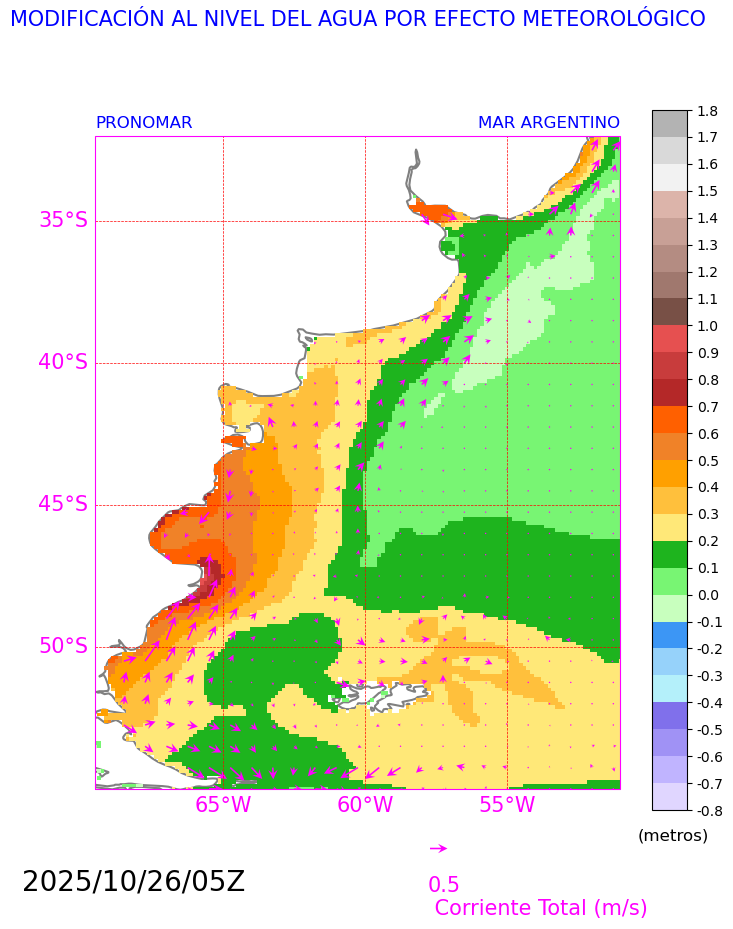 MODIFICACIÓN AL NIVEL DEL AGUA POR EFECTO METEOROLÓGICO
PRONOMAR MAR ARGENTINO
35°S
40°S
45°S
50°S
65°W 60°W 55°W
1.8
1.7
1.6
1.5
1.4
1.3
1.2
1.1
1.0
0.9
0.8
0.7
0.6
0.5
0.4
0.3
0.2
0.1
0.0
-0.1
-0.2
-0.3
-0.4
-0.5
-0.6
-0.7
-0.8
(metros)
2025/10/26/05Z
0.5
Corriente Total (m/s)